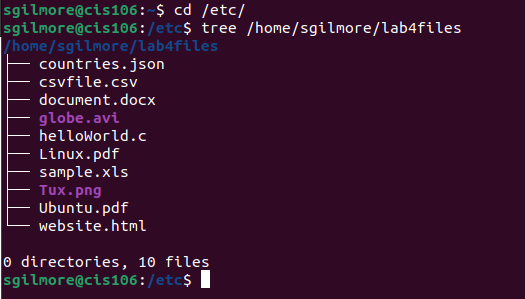 sgilmore@cis106:~$ cd /etc/
sgilmore@cis106:/etc$ tree /home/sgilmore/lab4files
/home/sgilmore/lab4files
├── countries.json
├── csvfile.csv
├── document.docx
├── globe.avi
├── helloWorld.c
├── Linux.pdf
├── sample.xls
├── Tux.png
├── Ubuntu.pdf
└── website.html

0 directories, 10 files
sgilmore@cis106:/etc$